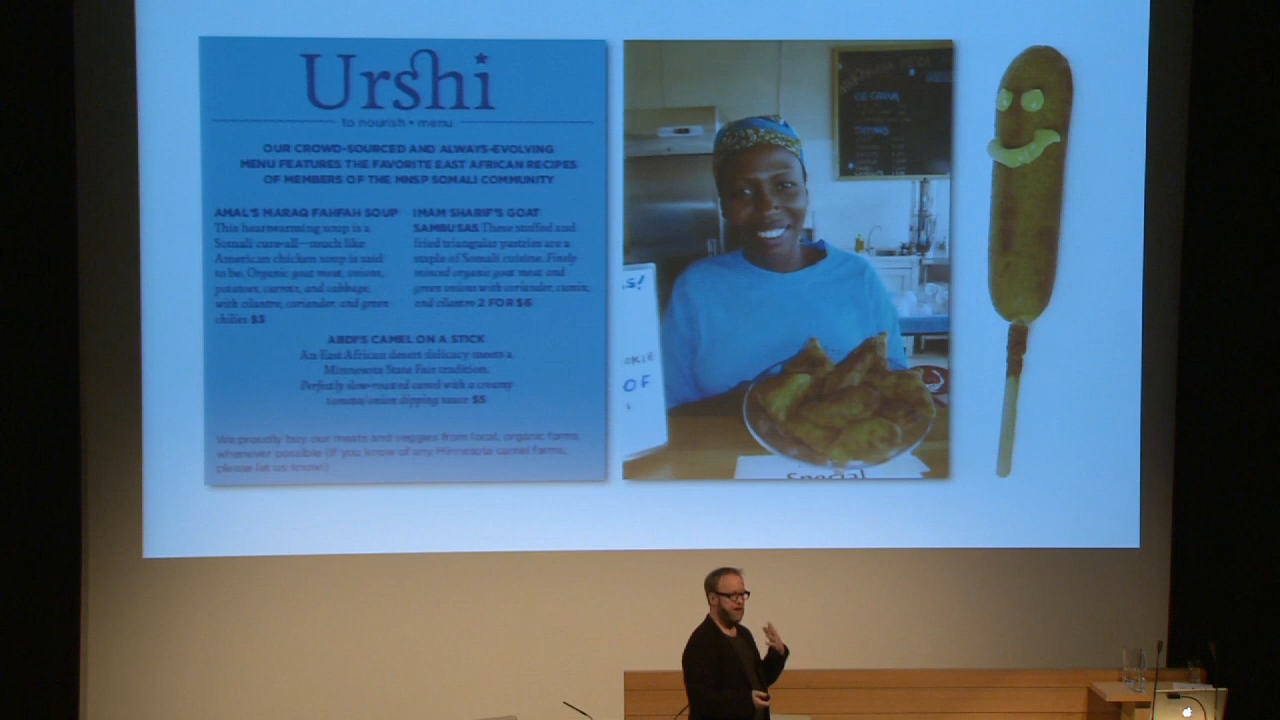 Urshi
to nourish • menu
OUR CROWD-SOURCED AND ALWAYS-EVOLVING
MENU FEATURES THE FAVORITE EAST AFRICAN RECIPES
OF MEMBERS OF THE MNSP SOMALI COMMUNITY
AMAL'S MARAQ FAHFAH SOUP
This heartwarming soup is a
Somali cure-all—much like
American chicken soup is said
to be. Organic goat meat, onions,
potatoes, carrots, and cabbage,
with cilantro, coriander, and green
chilies $3
IMAM SHARIF'S GOAT
SAMBUSAS These stuffed and
fried triangular pastries are a
staple of Somali cuisine. Finely
minced organic goat meat and
green onions with coriander, cumin,
and cilantro 2 FOR $6
ABDI'S CAMEL ON A STICK
An East African desert delicacy meets a
Minnesota State Fair tradition.
Perfectly slow-roasted camel with a creamy
tomato/onion dipping sauce $5
We proudly buy our meats and veggies from local, organic farms
whenever possible (if you know of any Minnesota camel farms,
please let us know!)
ICE CREAM
OKIE
OF
Special